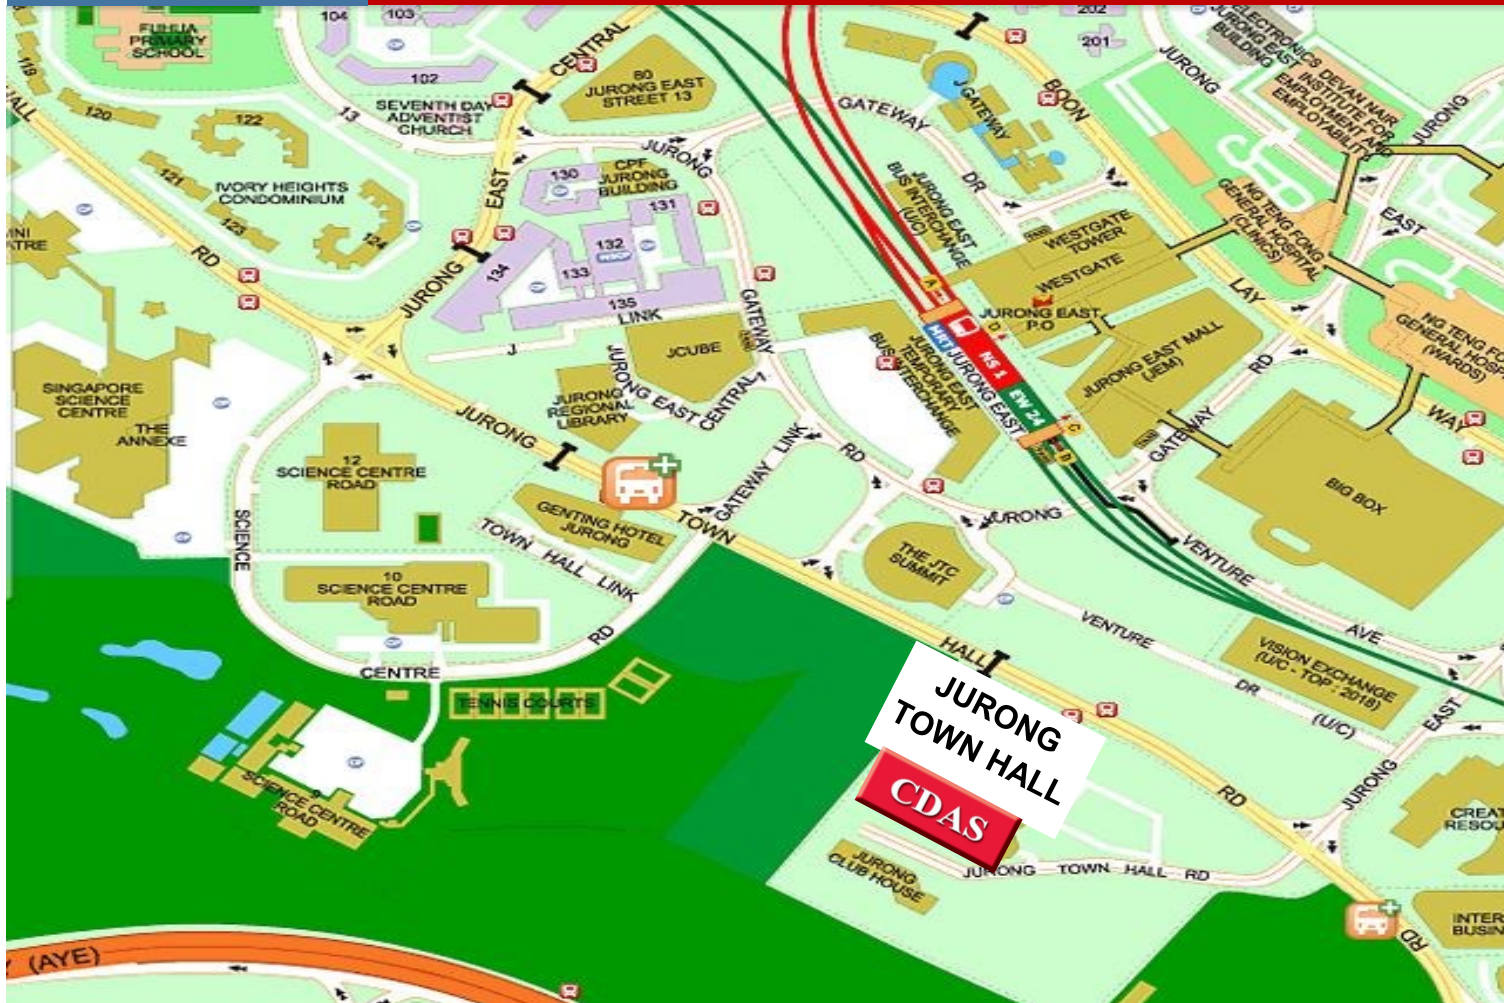 104
103
202
201
FUHUA
PRIMARY
SCHOOL
102
CENTRAL
80
JURONG EAST
STREET 13
SEVENTH DAY
ADVENTIST
CHURCH
13
119
120
122
121
123
124
IVORY HEIGHTS
CONDOMINIUM
JURONG
EAST
130
CPF
JURONG
BUILDING
131
132
WSCP
133
134
135
LINK
J
JURONG
GATEWAY
RD
GATEWAY
DR
J GATEWAY
BOON
LAY
WAY
ELECTRONICS
JURONG EAST
BUILDING
DEVAN NAIR
INSTITUTE FOR
EMPLOYMENT AND
EMPLOYABILITY
JURONG
JURONG
EAST
NG TENG FONG
GENERAL HOSPITAL
(CLINICS)
GENERAL
(WARDS)
JURONG EAST
BUS INTERCHANGE
(U/C)
WESTGATE
TOWER
WESTGATE
JURONG EAST
P.O
JURONG EAST MALL
(JEM)
A
D
C
B
MRT
JURONG EAST
NS 1
EW 24
JURONG EAST
TEMPORARY
BUS INTERCHANGE
JCUBE
JURONG
REGIONAL
LIBRARY
JURONG EAST
CENTRAL
SINGAPORE
SCIENCE
CENTRE
THE
ANNEXE
RD
JURONG
TOWN
HALL
RD
RD
12
SCIENCE CENTRE
ROAD
GENTING HOTEL
JURONG
TOWN HALL LINK
GATEWAY LINK
JURONG
GATEWAY
RD
BIG BOX
THE JTC
SUMMIT
VENTURE
AVE
VENTURE
DR
(U/C)
VISION EXCHANGE
(U/C - TOP : 2018)
JURONG
EAST
SCIENCE
CENTRE
RD
10
SCIENCE CENTRE
ROAD
TENNIS COURTS
9
SCIENCE CENTRE
ROAD
JURONG
TOWN HALL
CDAS
JURONG
CLUB HOUSE
JURONG TOWN HALL RD
(AYE)